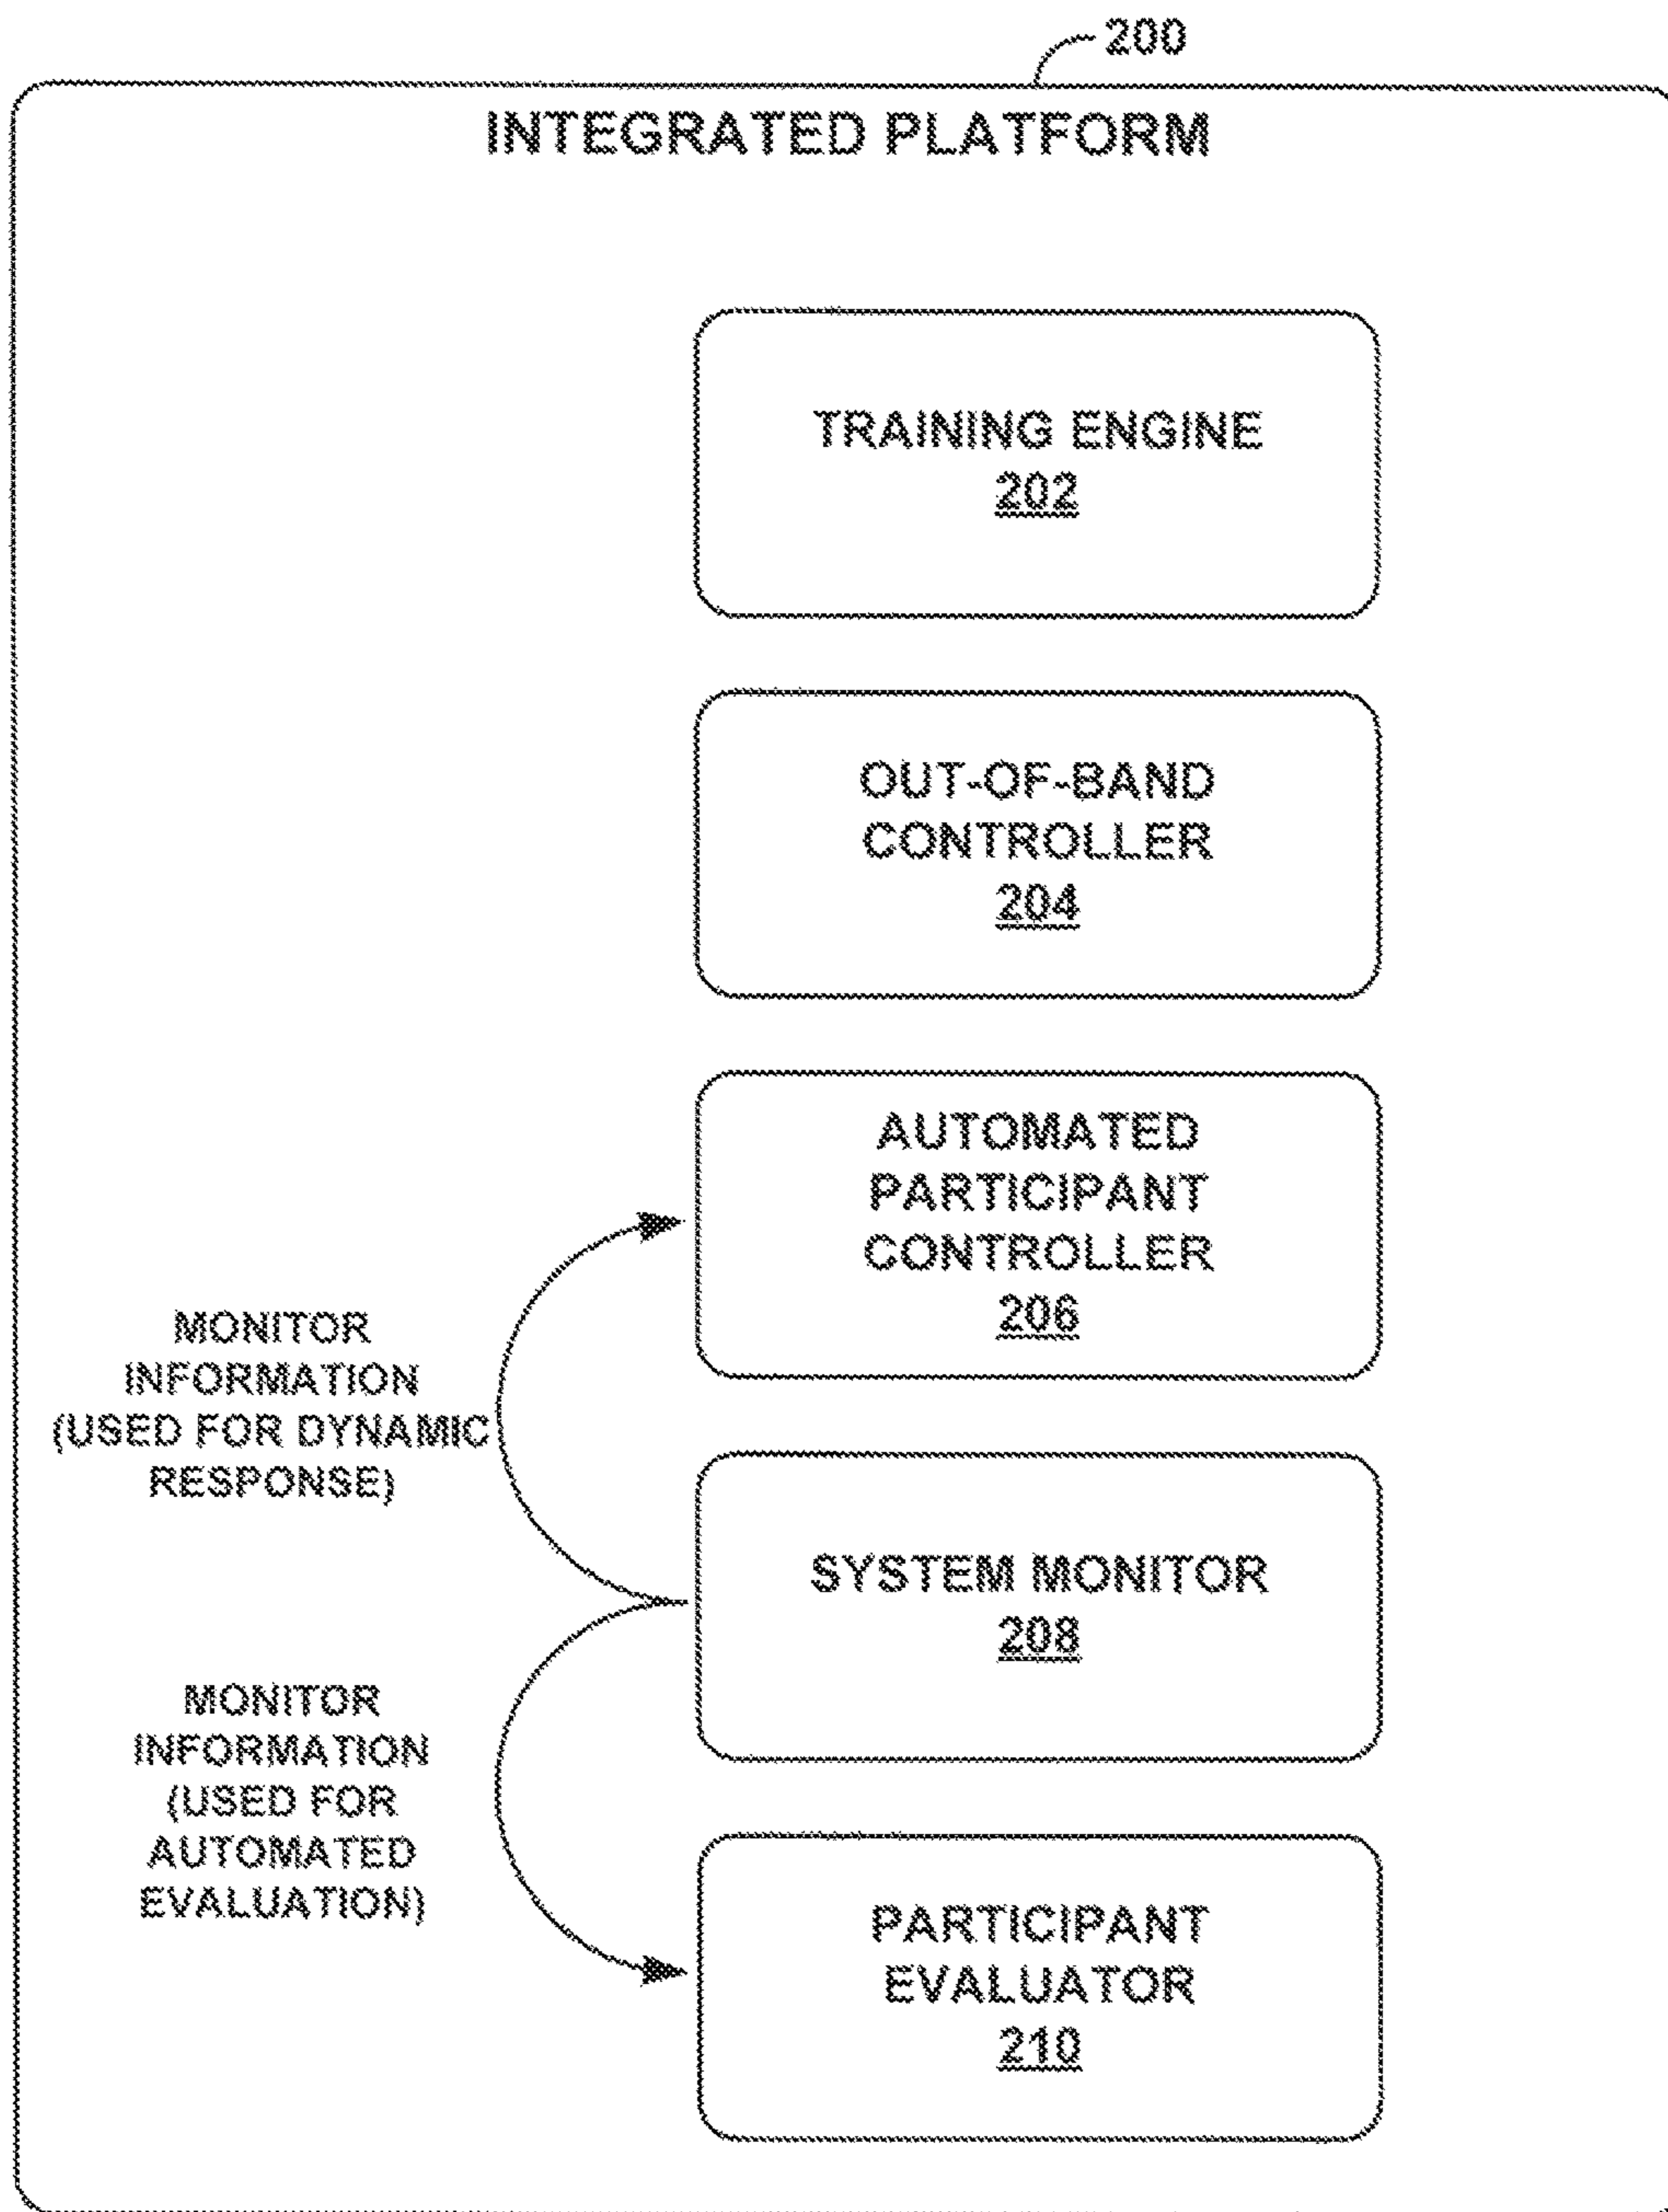 200
INTEGRATED PLATFORM
TRAINING ENGINE
202
OUT-OF-BAND
CONTROLLER
204
AUTOMATED
PARTICIPANT
CONTROLLER
206
MONITOR
INFORMATION
(USED FOR DYNAMIC
RESPONSE)
SYSTEM MONITOR
208
MONITOR
INFORMATION
(USED FOR
AUTOMATED
EVALUATION)
PARTICIPANT
EVALUATOR
210